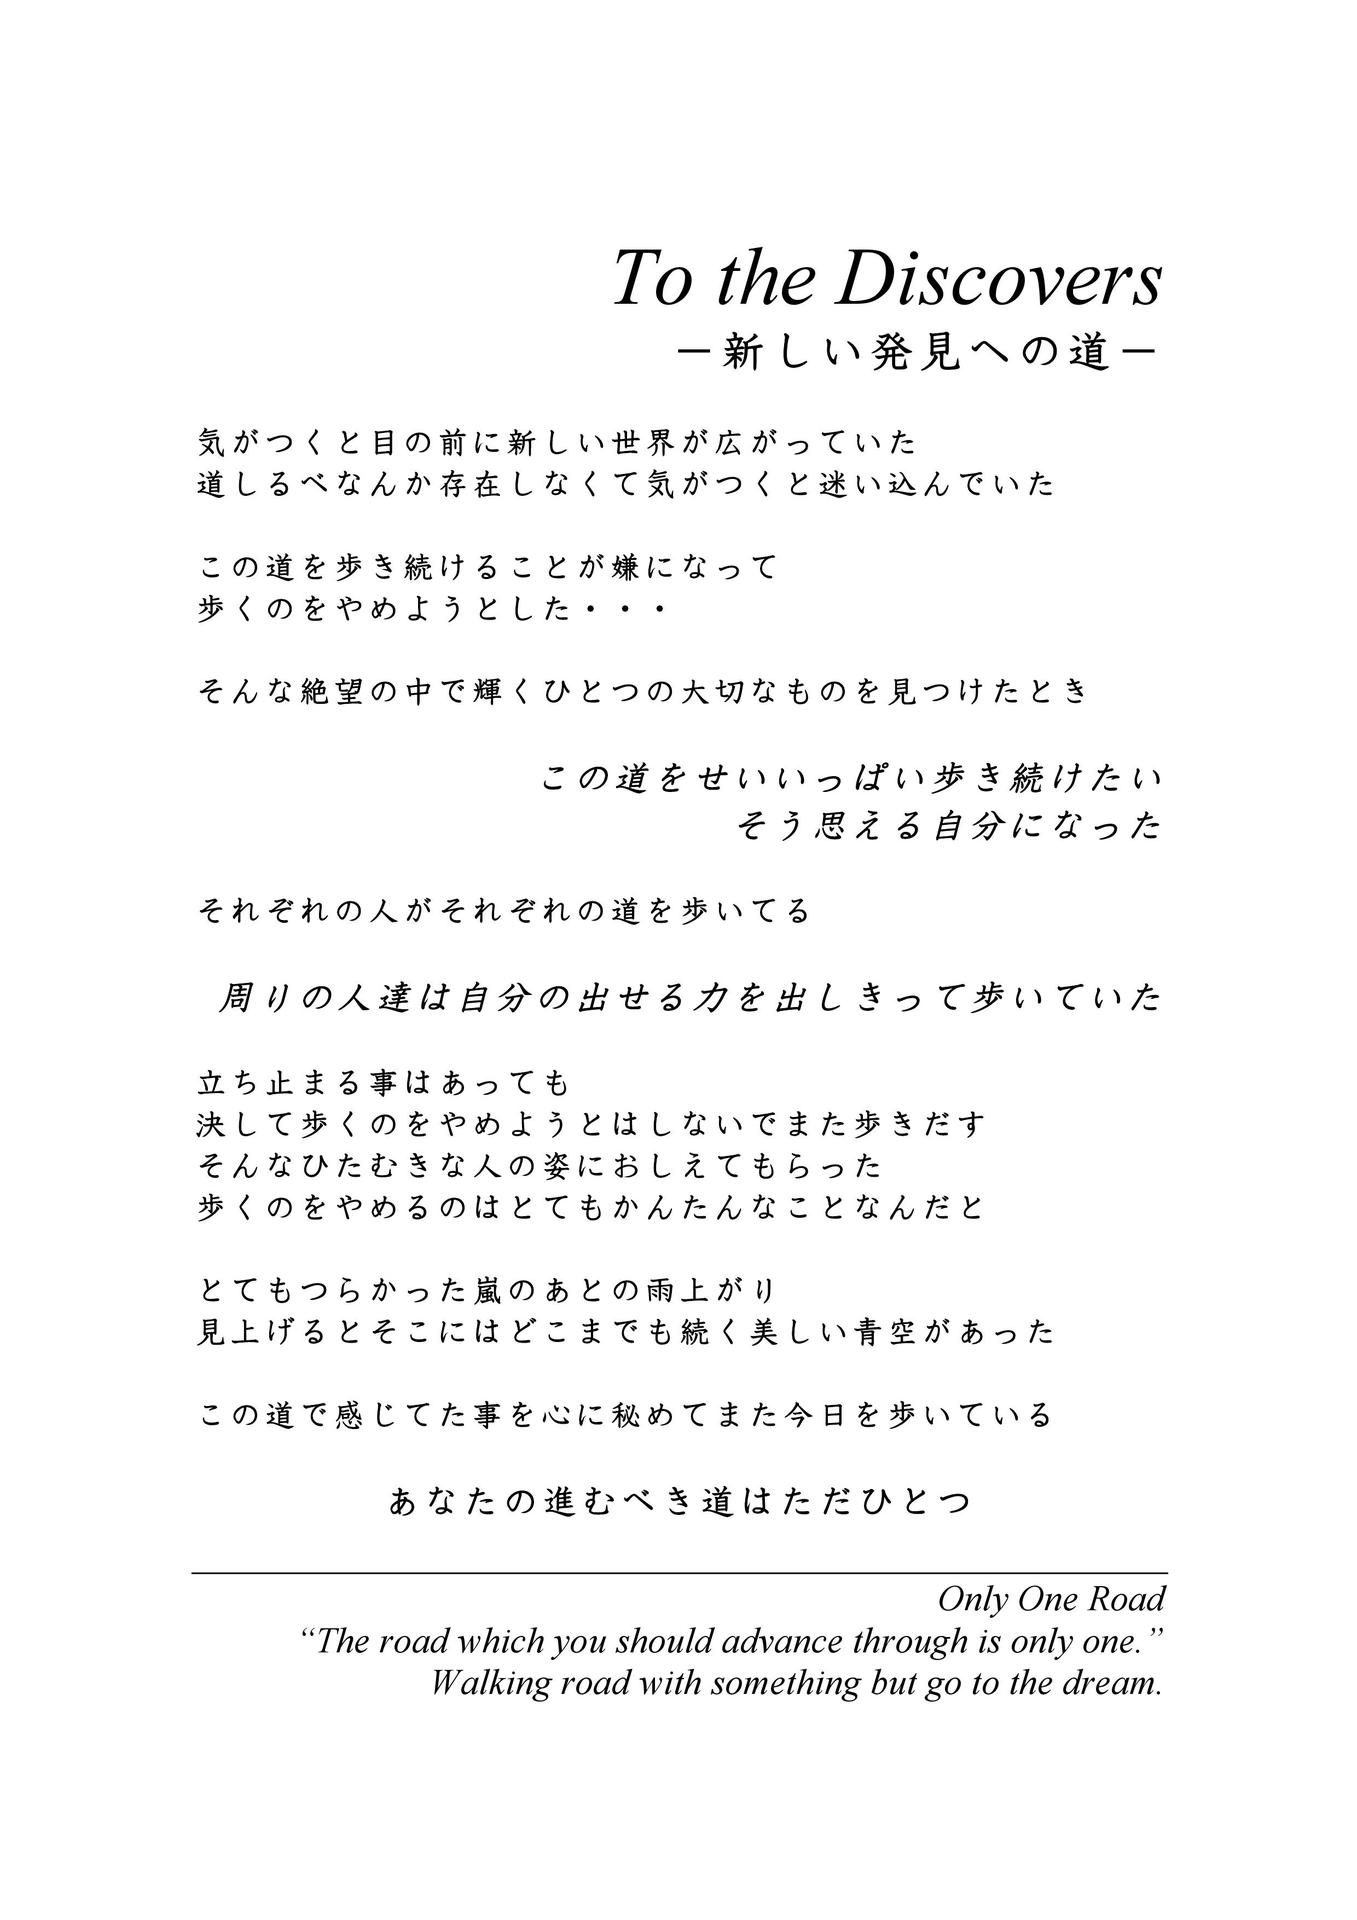 To the Discovers
－新しい発見への道－
気がつくと目の前に新しい世界が広がっていた
道しるべなんか存在しなくて気がつくと迷い込んでいた
この道を歩き続けることが嫌になって
歩くのをやめようとした・・・
そんな絶望の中で輝くひとつの大切なものを見つけたとき
この道をせいいっぱい歩き続けたい
そう思える自分になった
それぞれの人がそれぞれの道を歩いてる
周りの人達は自分の出せる力を出しきって歩いていた
立ち止まる事はあっても
決して歩くのをやめようとはしないでまた歩きだす
そんなひたむきな人の姿におしえてもらった
歩くのをやめるのはとてもかんたんなことなんだと
とてもつらかった嵐のあとの雨上がり
見上げるとそこにはどこまでも続く美しい青空があった
この道で感じてた事を心に秘めてまた今日を歩いている
あなたの進むべき道はただひとつ
Only One Road
“The road which you should advance through is only one.”
Walking road with something but go to the dream.